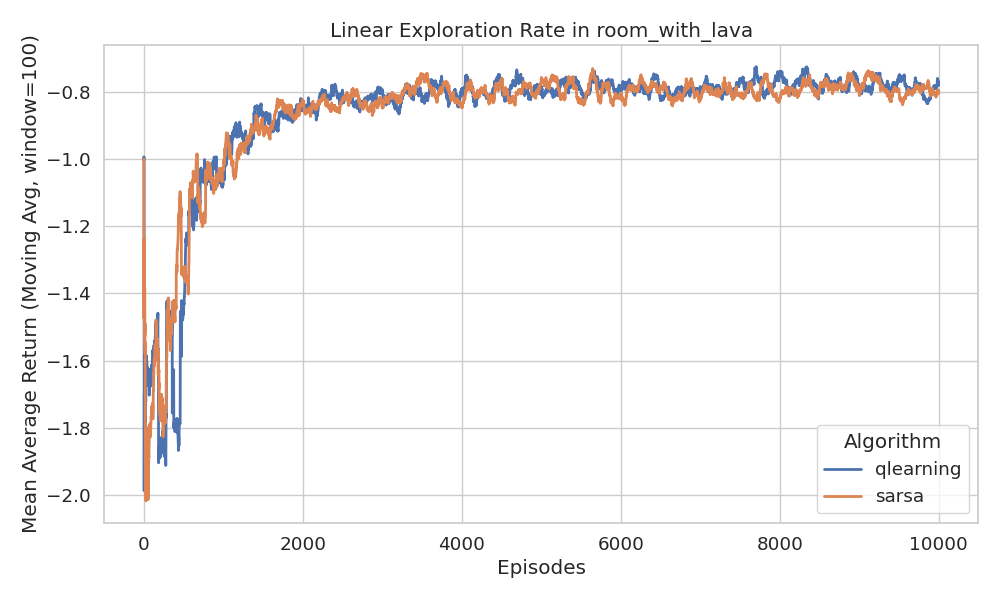 Linear Exploration Rate in room_with_lava
Mean Average Return (Moving Avg, window=100)
−0.8
−1.0
−1.2
−1.4
−1.6
−1.8
−2.0
0
2000
4000
6000
8000
10000
Episodes
Algorithm
qlearning
sarsa